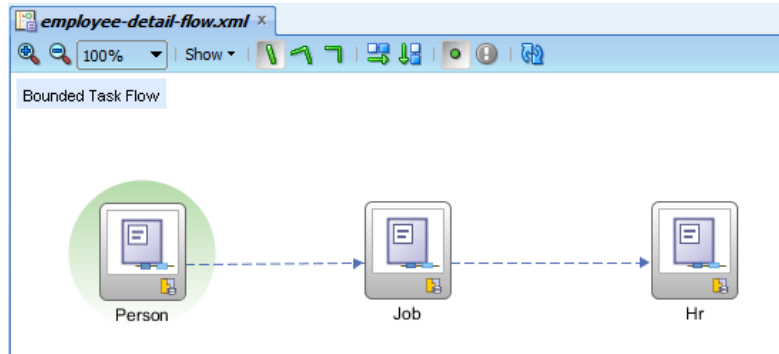 employee-detail-flow.xml x
100% Show
Bounded Task Flow
Person Job Hr